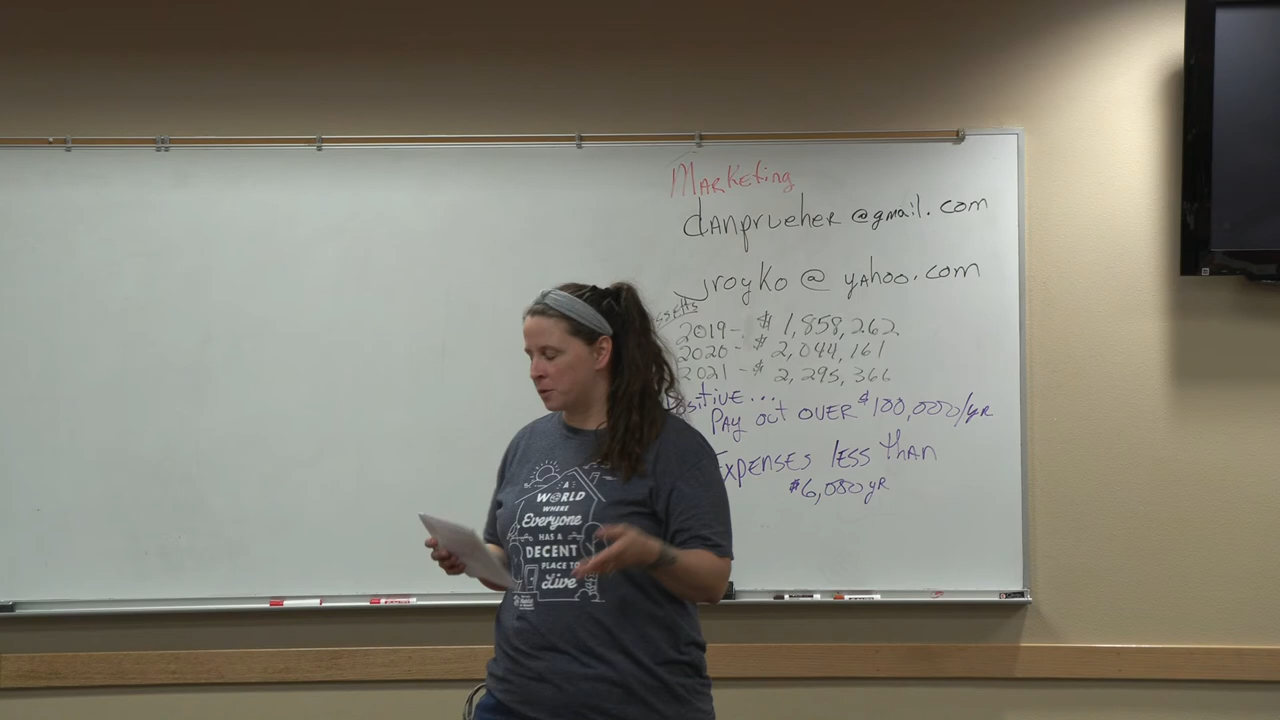 Marketing
danprueher@gmail.com
jroyko@yahoo.com
2019 - $ 1,858,262
2020 - $ 2,044,161
2021 - $ 2,295,366
Positive...
Pay out over $100,000/yr
Expenses less than
$6,000 yr
A
WORLD
WHERE
Everyone
HAS A
DECENT
PLACE TO
Live